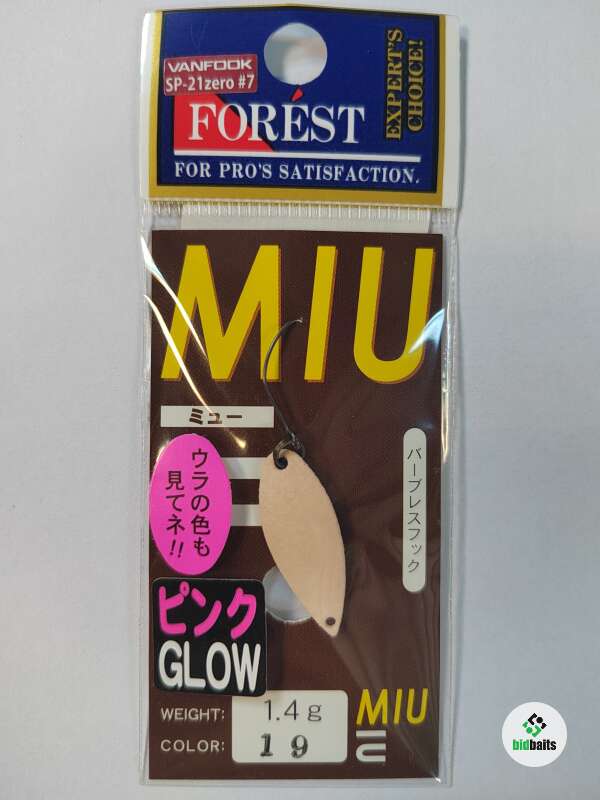 VANFOOK
SP-21zero #7
FORÉST
FOR PRO'S SATISFACTION.
EXPERT'S
CHOICE!
MIU
ミュー
ウラの色も
見てネ!!
バーブレスフック
ピンク
GLOW
WEIGHT: 1.4g
COLOR: 19
MIU
bidbaits